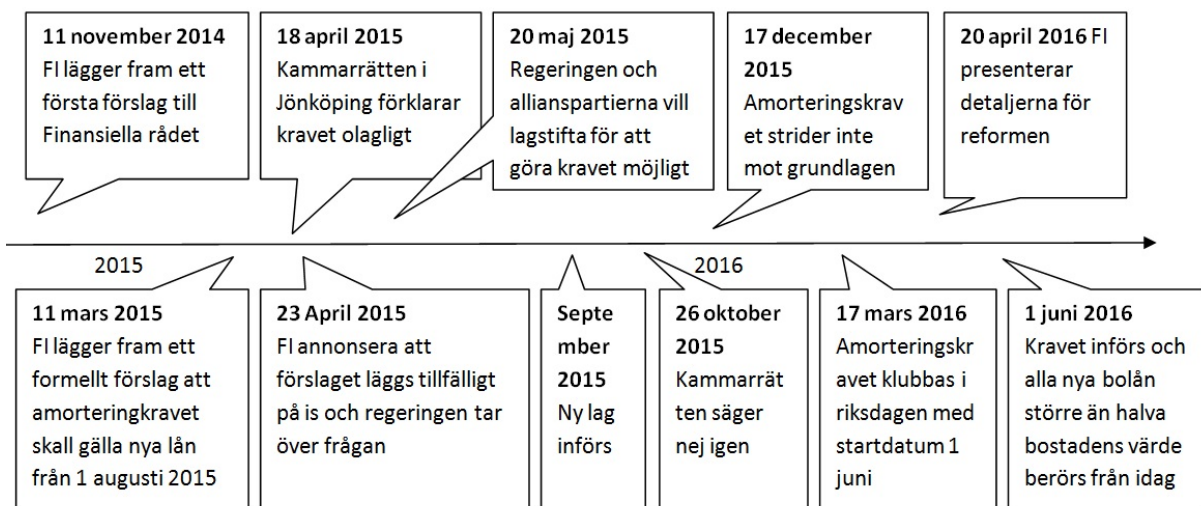 11 november 2014
FI lägger fram ett
första förslag till
Finansiella rådet
18 april 2015
Kammarrätten i
Jönköping förklarar
kravet olagligt
20 maj 2015
Regeringen och
allianspartierna vill
lagstifta för att
göra kravet möjligt
17 december
2015
Amorteringskrav
et strider inte
mot grundlagen
20 april 2016 FI
presenterar
detaljerna för
reformen
2015
2016
11 mars 2015
FI lägger fram ett
formellt förslag att
amorteringkravet
skall gälla nya lån
från 1 augusti 2015
23 April 2015
FI annonsera att
förslaget läggs tillfälligt
på is och regeringen tar
över frågan
Septe
mber
2015
Ny lag
införs
26 oktober
2015
Kammarrät
ten säger
nej igen
17 mars 2016
Amorteringskr
avet klubbas i
riksdagen med
startdatum 1
juni
1 juni 2016
Kravet införs och
alla nya bolån
större än halva
bostadens värde
berörs från idag